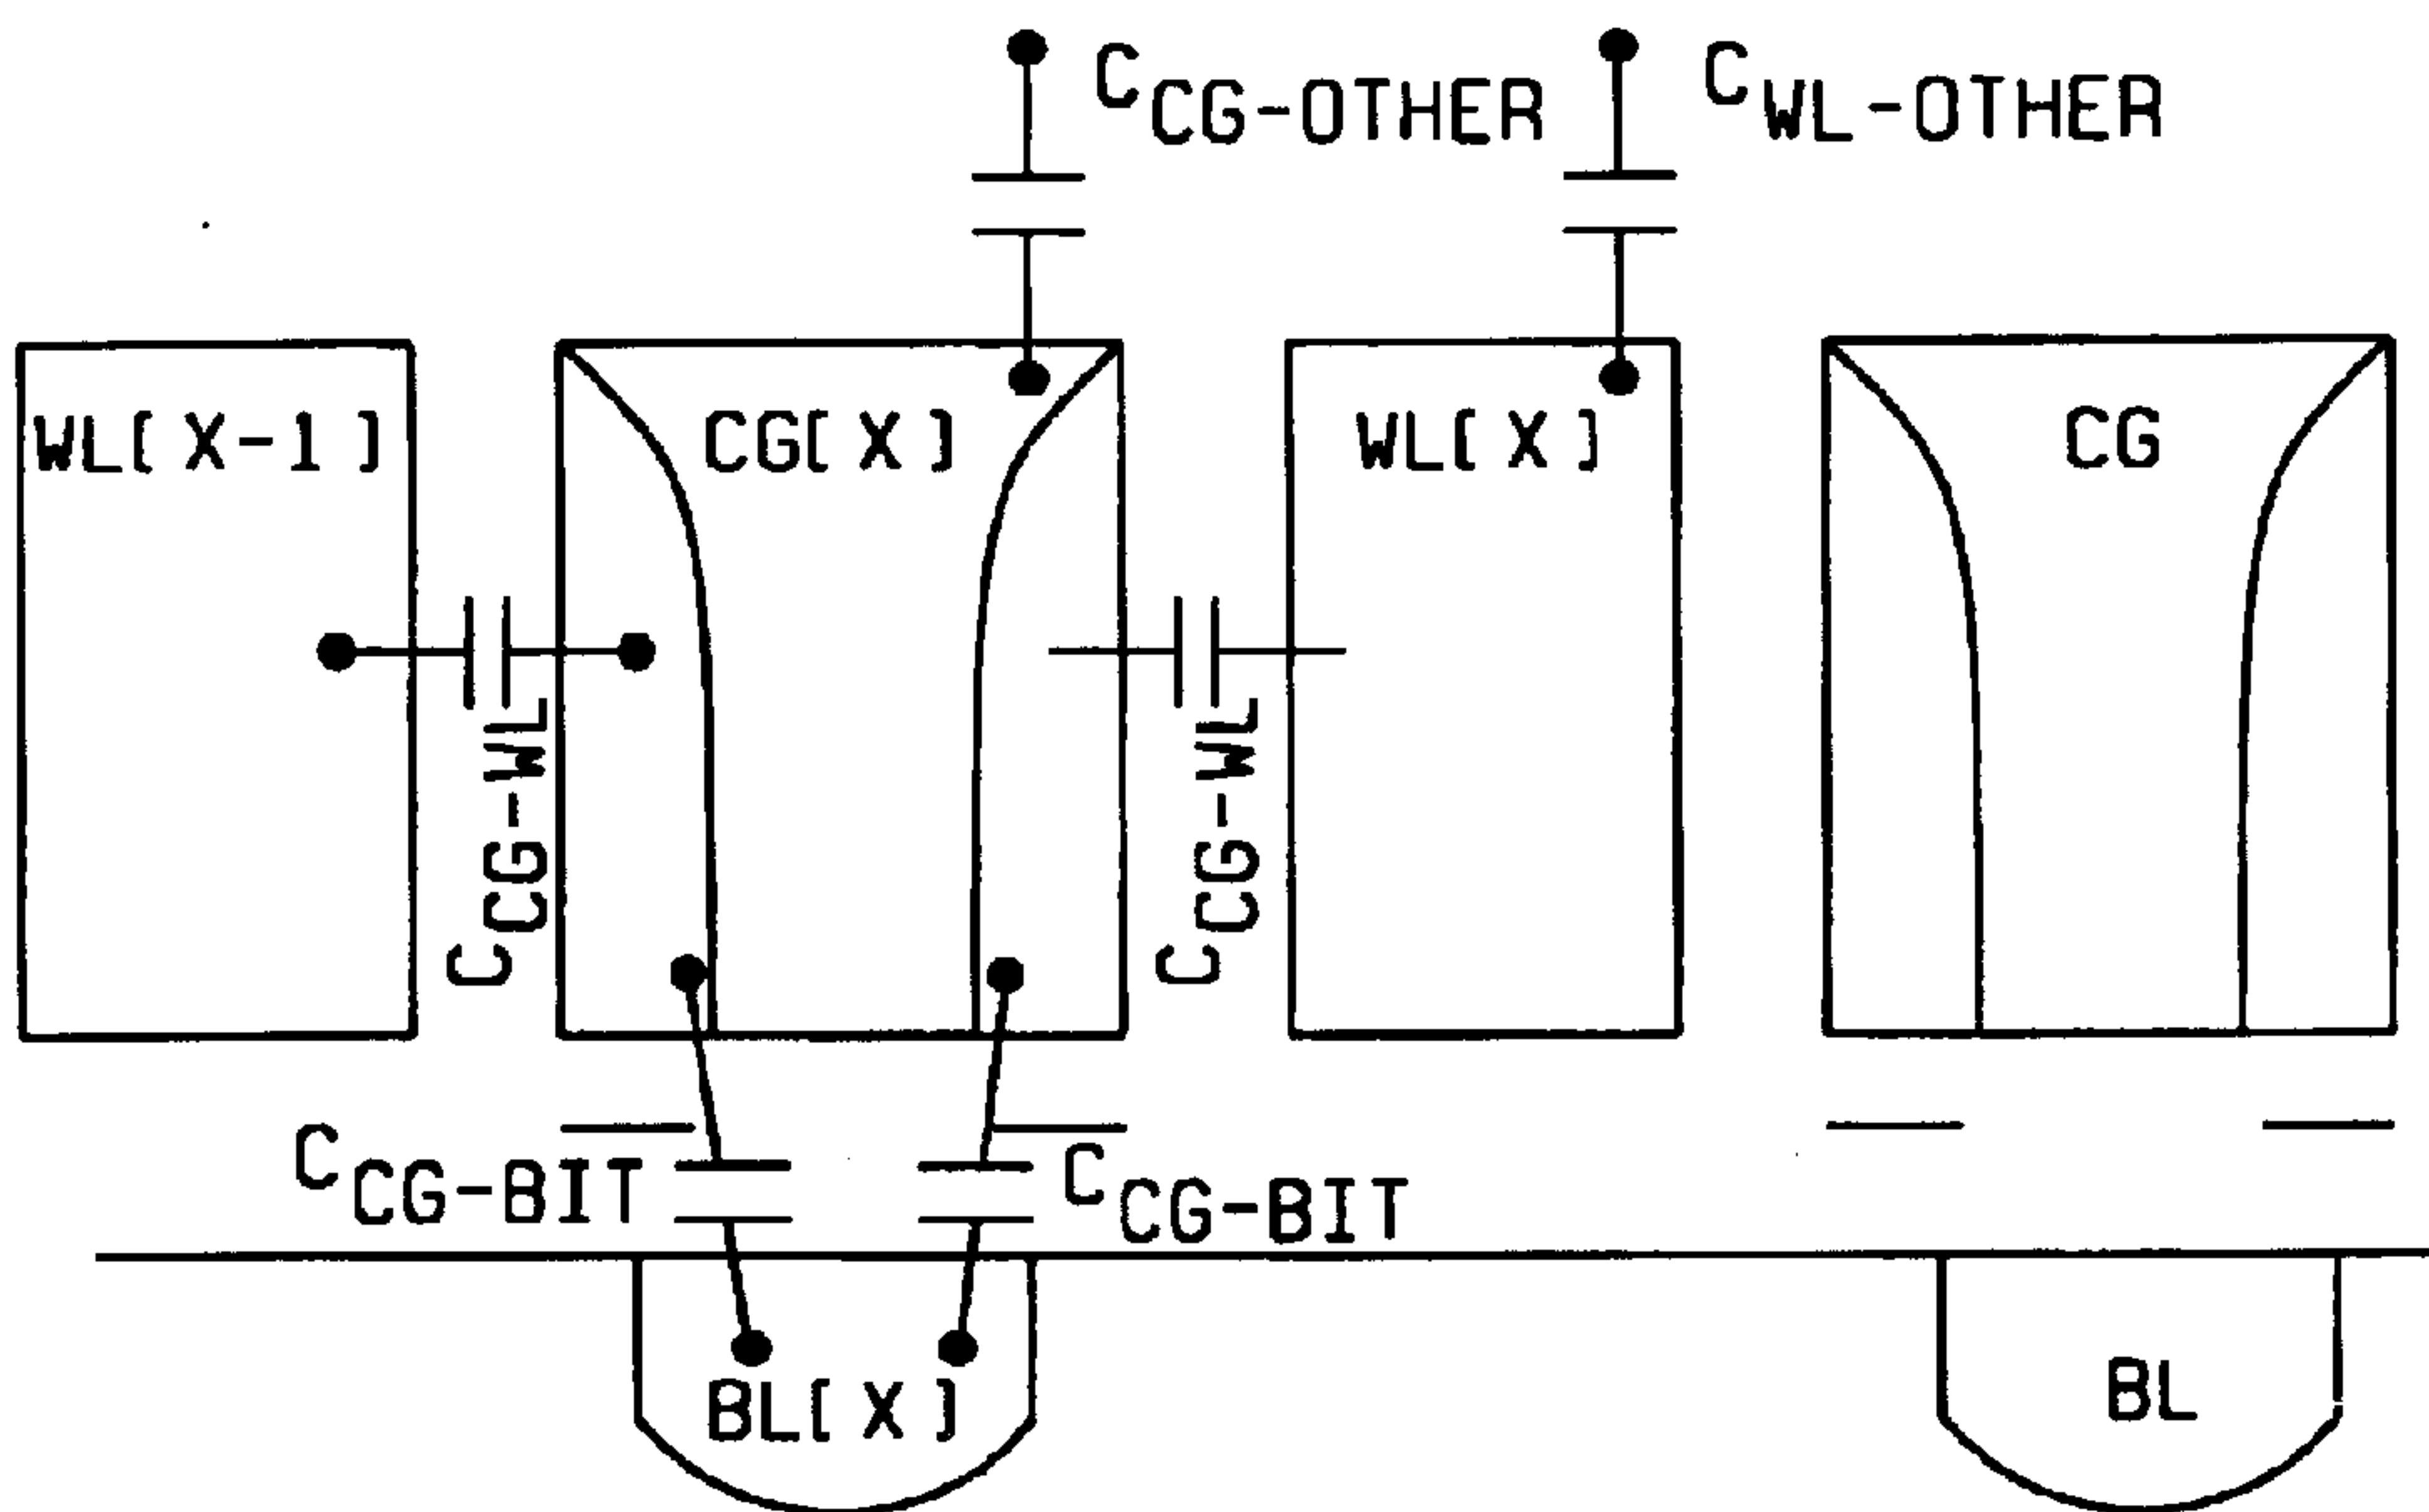 CCG-OTHER
CWL-OTHER
WL[X-1]
CG[X]
WL[X]
CG
CCG-WL
CCG-WL
CCG-BIT
CCG-BIT
BL[X]
BL